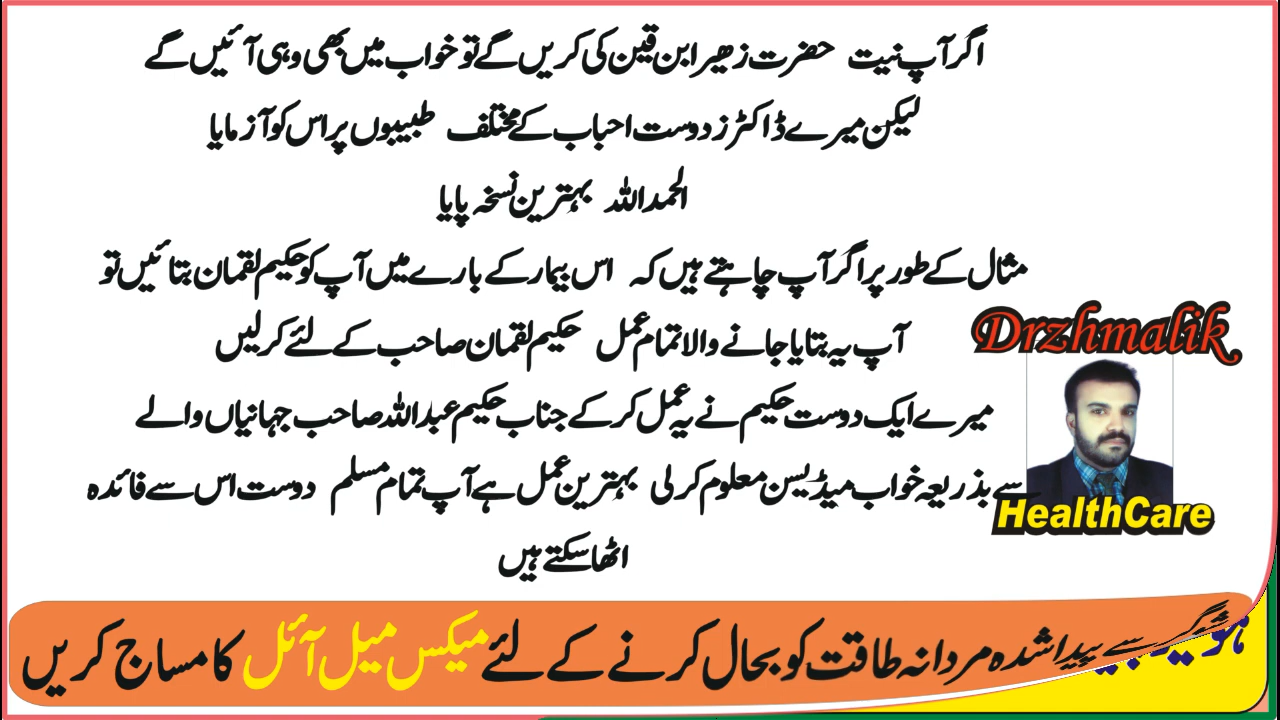 اگر آپ نیت حضرت زھیر ابن قین کی کریں گے تو خواب میں بھی وہی آئیں گے
لیکن میرے ڈاکٹرز دوست احباب کے مختلف طبیبوں پر اس کو آزمایا
الحمداللہ بہترین نسخہ پایا
مثال کے طور پر اگر آپ چاہتے ہیں کہ اس بیمار کے بارے میں آپ کو حکیم لقمان بتائیں تو
آپ یہ بتایا جانے والا تمام عمل حکیم لقمان صاحب کے لئے کر لیں
Drzhmalik
میرے ایک دوست حکیم نے یہ عمل کر کے جناب حکیم عبداللہ صاحب جہانیاں والے
سے بذریعہ خواب میڈیسن معلوم کر لی بہترین عمل ہے آپ تمام مسلم دوست اس سے فائدہ
HealthCare
اٹھا سکتے ہیں
سے پیدا شدہ مردانہ طاقت کو بحال کرنے کے لئے میکس میل آئل کا مساج کریں